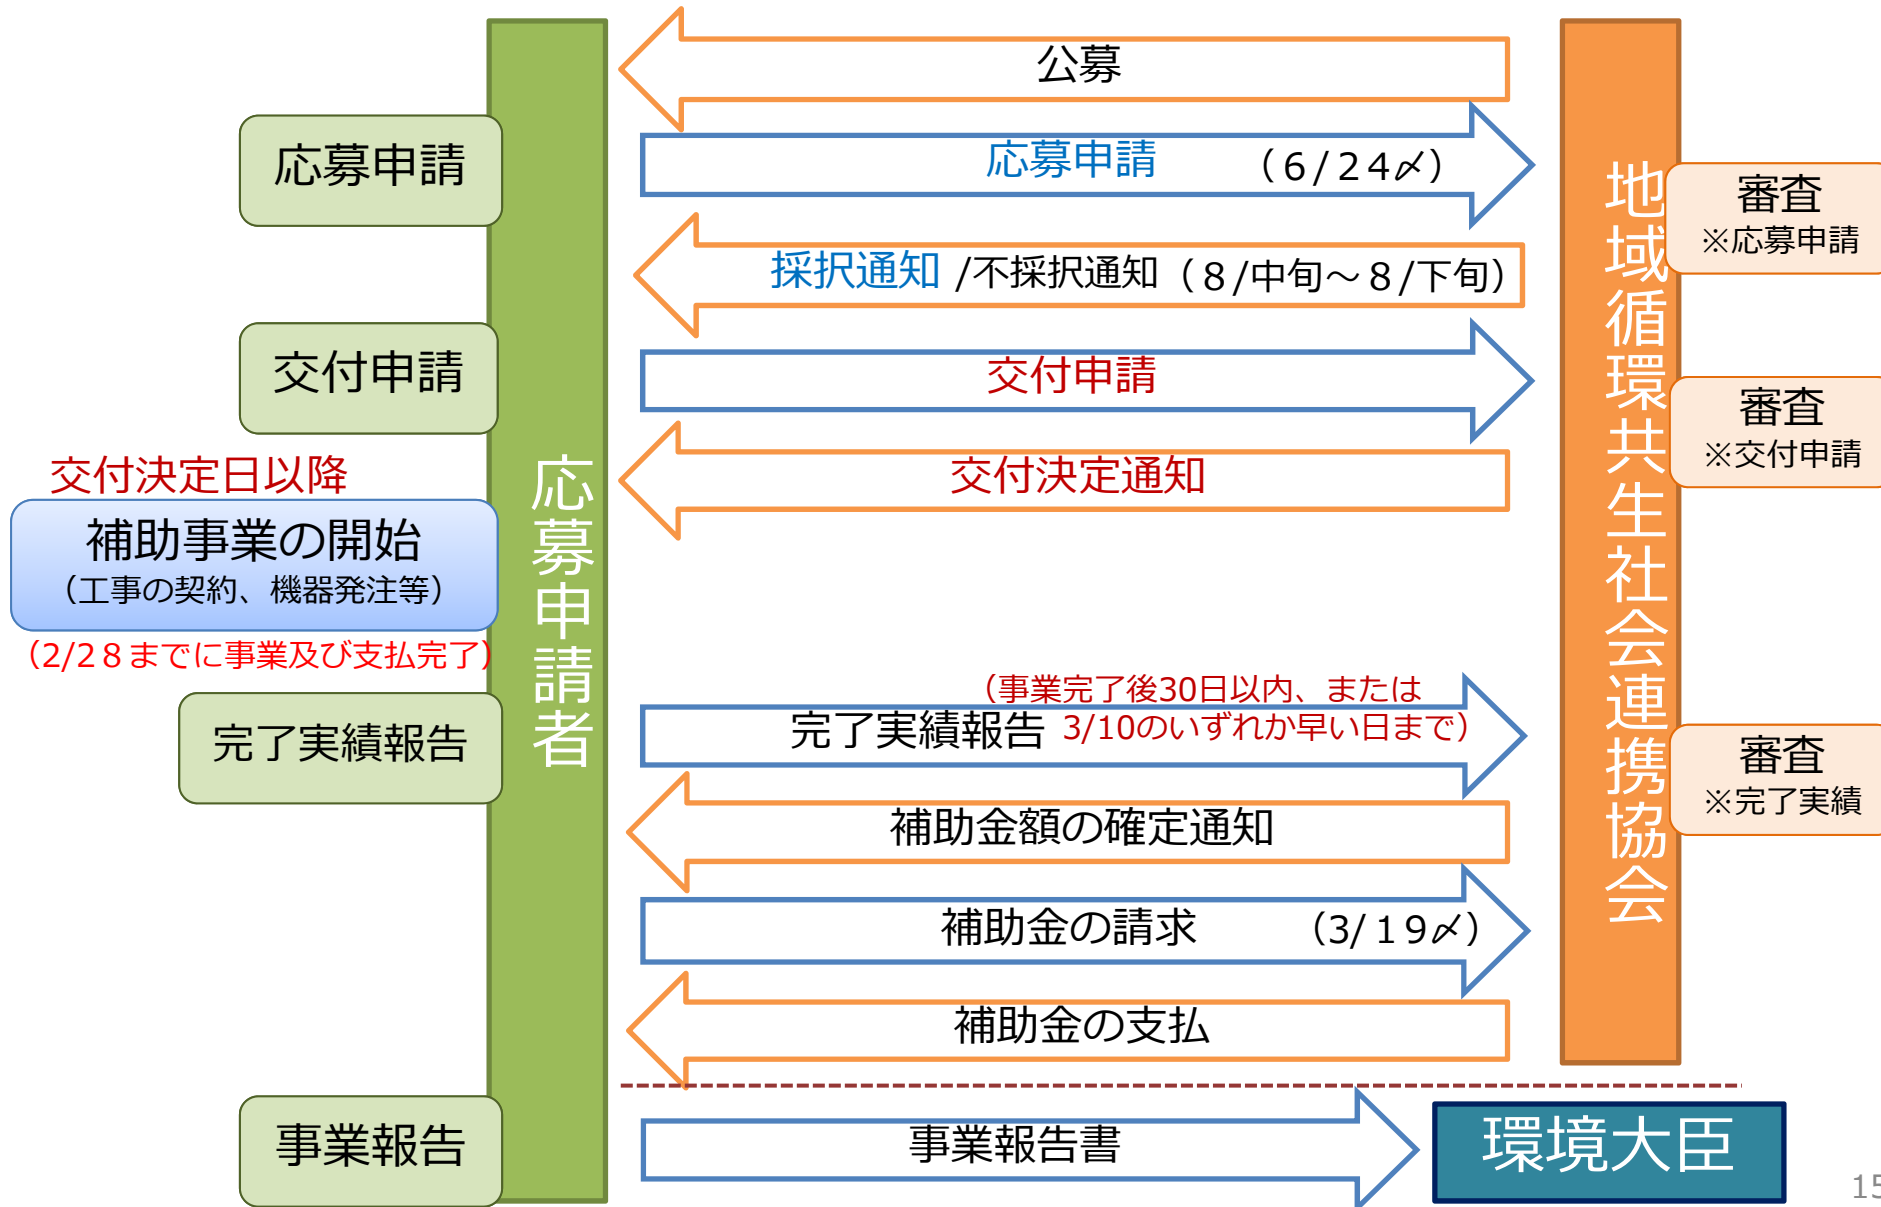 公募
応募申請
応募申請 （６/２４〆）
審査
※応募申請
採択通知 /不採択通知（８/中旬～８/下旬）
交付申請
交付申請
審査
※交付申請
交付決定通知
交付決定日以降
補助事業の開始
（工事の契約、機器発注等）
（2/2８までに事業及び支払完了）
応募申請者
地域循環共生社会連携協会
完了実績報告
（事業完了後30日以内、または
完了実績報告 3/10のいずれか早い日まで）
審査
※完了実績
補助金額の確定通知
補助金の請求 （3/１9〆）
補助金の支払
事業報告
事業報告書
環境大臣
15